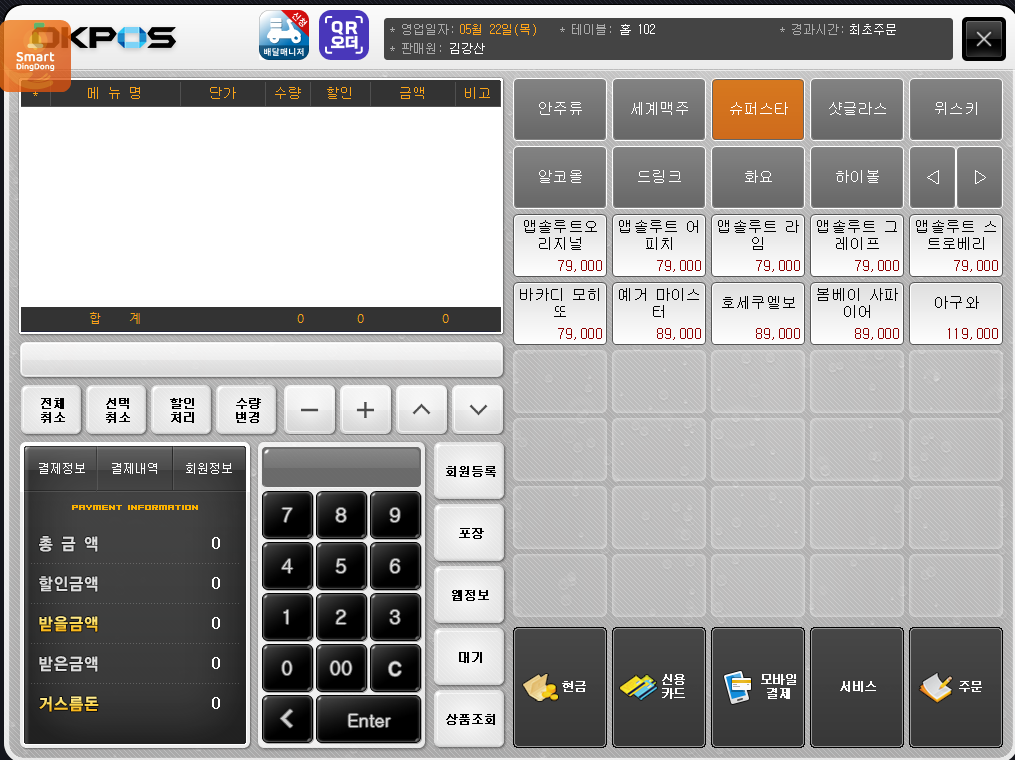 OKPOS
Smart
DingDong
신청
배달매니저
QR
오더
* 영업일자: 05월 22일(목) * 테이블: 홀 102 * 경과시간: 최초주문
* 판매원: 김강산
* 메 뉴 명 단가 수량 할인 금액 비고
합 계 0 0 0
전체
취소
선택
취소
할인
처리
수량
변경
− +
결제정보 결제내역 회원정보
PAYMENT INFORMATION
총 금 액 0
할인금액 0
받을금액 0
받은금액 0
거스름돈 0
7 8 9
4 5 6
1 2 3
0 00 C
Enter
회원등록
포장
웹정보
대기
상품조회
안주류 세계맥주 슈퍼스타 샷글라스 위스키
알코올 드링크 화요 하이볼
앱솔루트오
리지널
79,000
앱솔루트 어
피치
79,000
앱솔루트 라
임
79,000
앱솔루트 그
레이프
79,000
앱솔루트 스
트로베리
79,000
바카디 모히
또
79,000
예거 마이스
터
89,000
호세쿠엘보
89,000
봄베이 사파
이어
89,000
아구와
119,000
현금
신용
카드
모바일
결제
서비스
주문